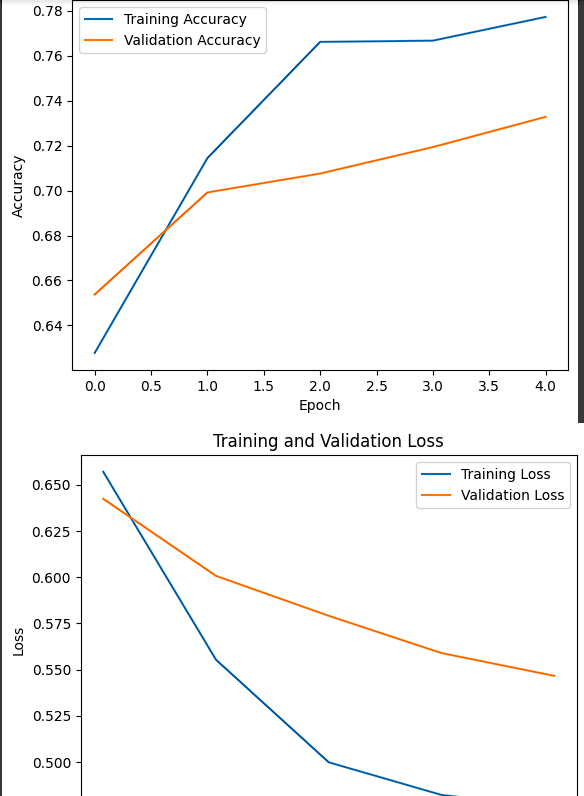 0.78
Training Accuracy
Validation Accuracy
0.76
0.74
0.72
0.70
0.68
0.66
0.64
Accuracy
0.0 0.5 1.0 1.5 2.0 2.5 3.0 3.5 4.0
Epoch
Training and Validation Loss
Training Loss
Validation Loss
0.650
0.625
0.600
0.575
0.550
0.525
0.500
Loss